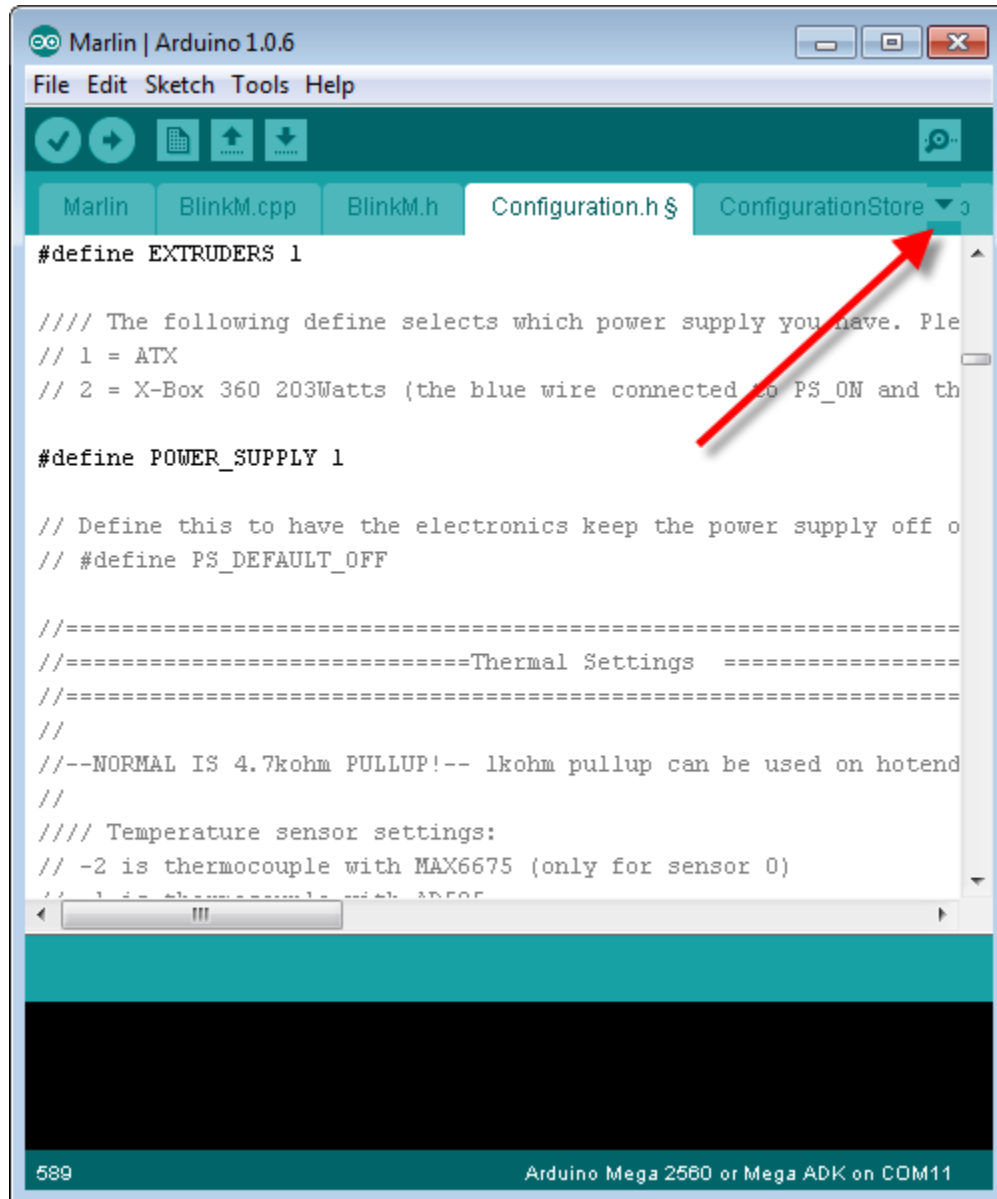 Marlin | Arduino 1.0.6
File Edit Sketch Tools Help
Marlin BlinkM.cpp BlinkM.h Configuration.h § ConfigurationStore
#define EXTRUDERS 1
//// The following define selects which power supply you have. Ple
// 1 = ATX
// 2 = X-Box 360 203Watts (the blue wire connected to PS_ON and th
#define POWER_SUPPLY 1
// Define this to have the electronics keep the power supply off o
// #define PS_DEFAULT_OFF
//================================================================
//=============================Thermal Settings  =================
//================================================================
//
//--NORMAL IS 4.7kohm PULLUP!-- 1kohm pullup can be used on hotend
//
//// Temperature sensor settings:
// -2 is thermocouple with MAX6675 (only for sensor 0)
589
Arduino Mega 2560 or Mega ADK on COM11